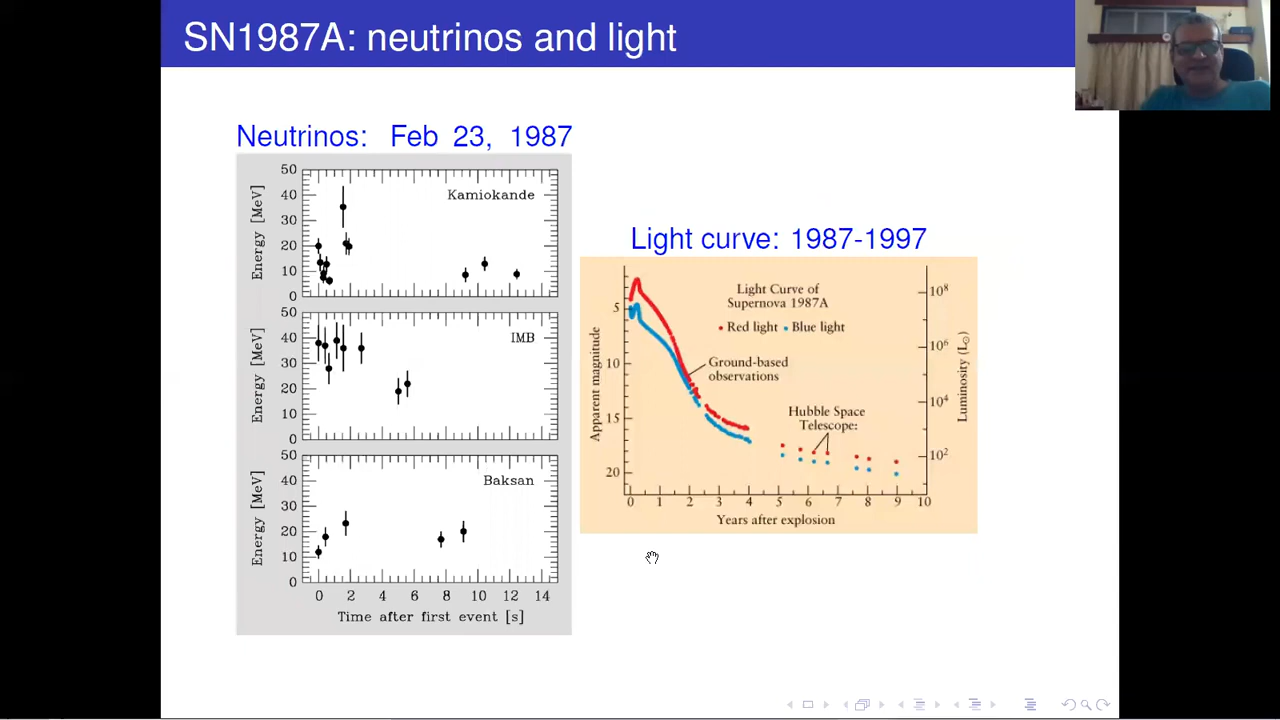 SN1987A: neutrinos and light
Neutrinos: Feb 23, 1987
50
40
30
20
10
0
Energy [MeV]
Kamiokande
50
40
30
20
10
0
Energy [MeV]
IMB
50
40
30
20
10
0
Energy [MeV]
Baksan
0 2 4 6 8 10 12 14
Time after first event [s]
Light curve: 1987-1997
Light Curve of
Supernova 1987A
Red light Blue light
Ground-based
observations
Hubble Space
Telescope:
Apparent magnitude
5
10
15
20
10⁸
10⁶
10⁴
10²
Luminosity (L☉)
0 1 2 3 4 5 6 7 8 9 10
Years after explosion